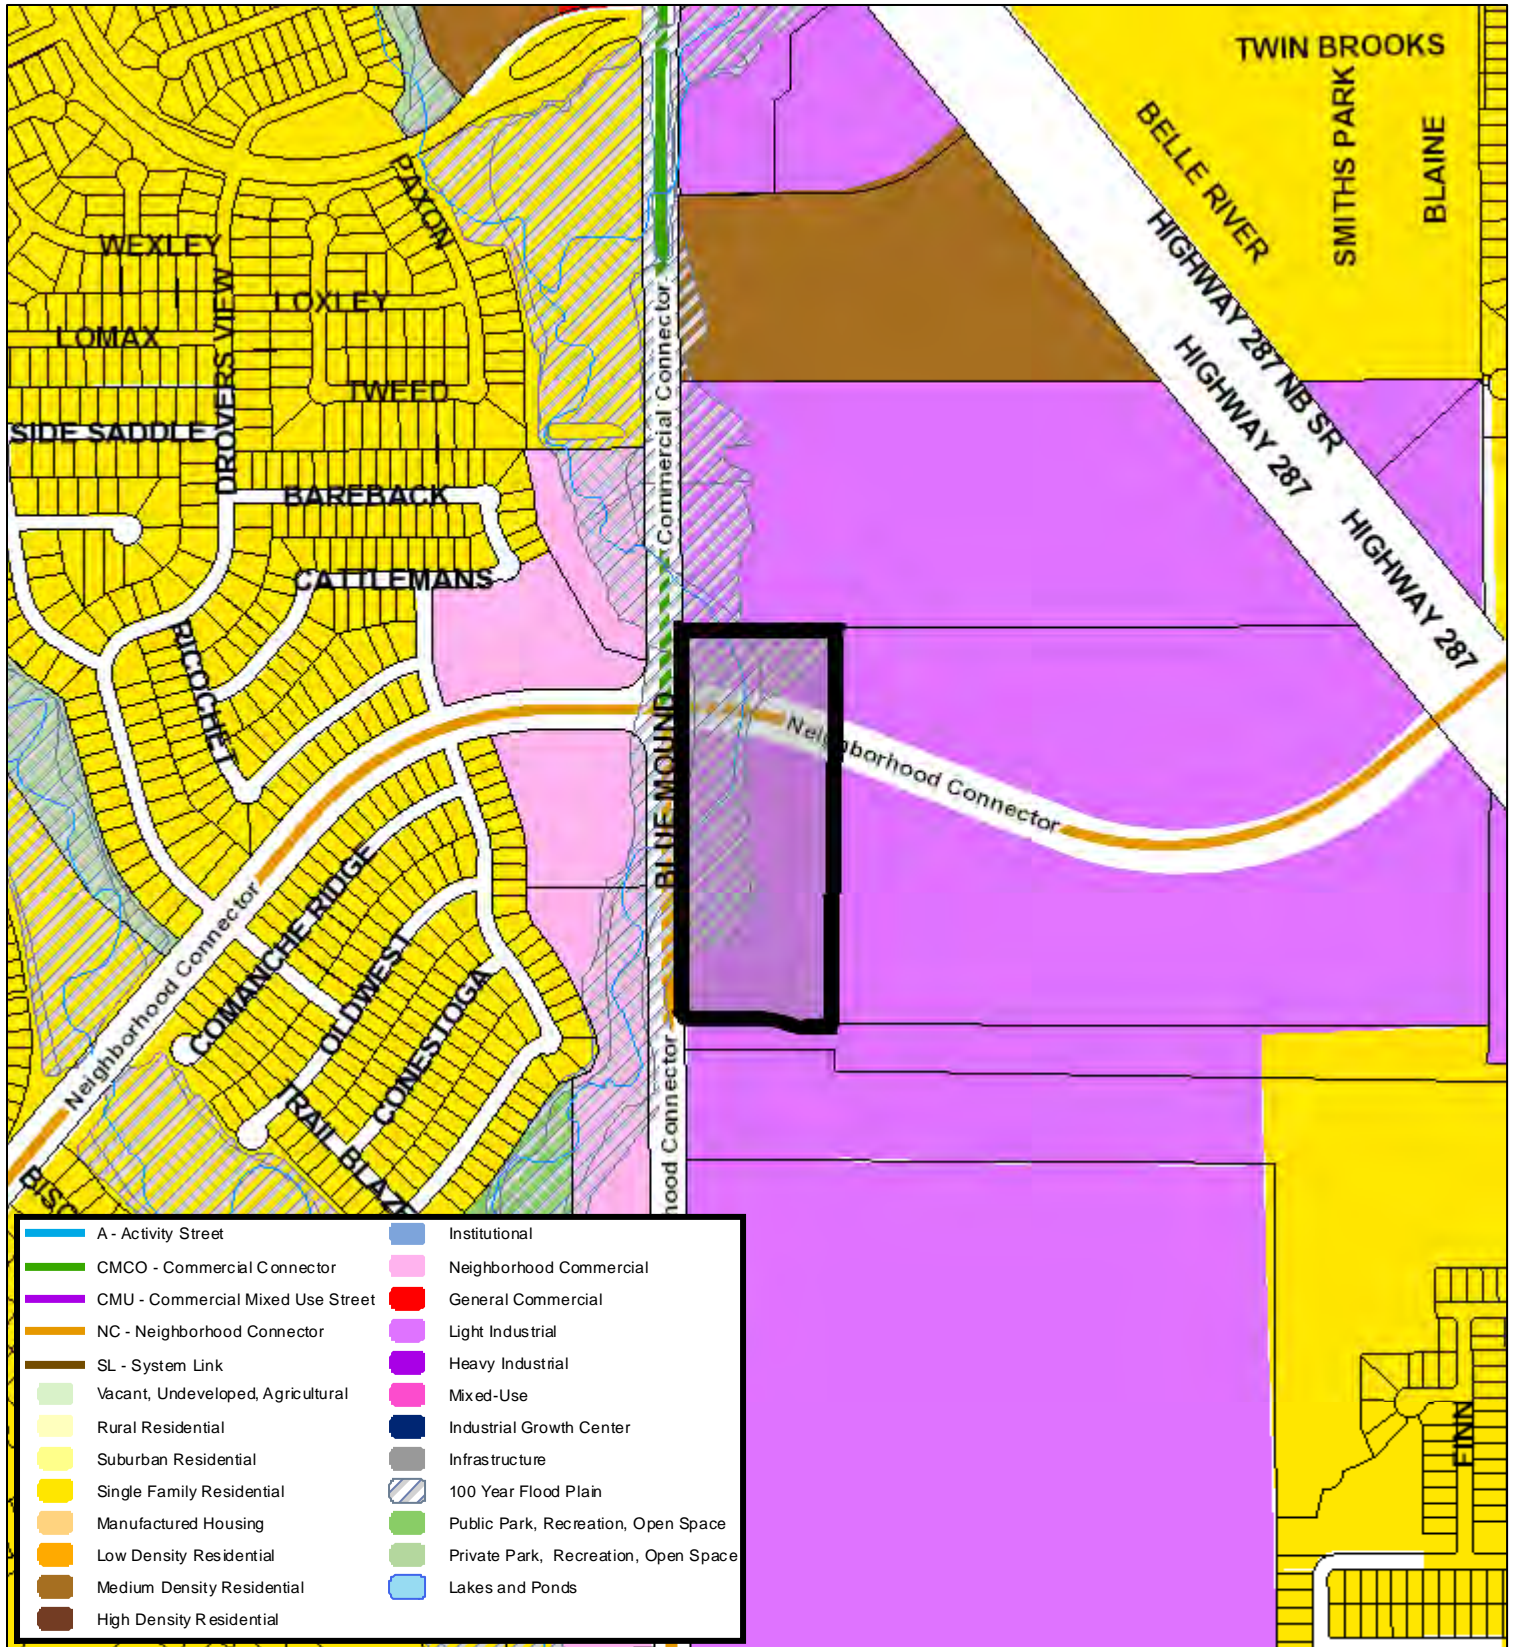 TWIN BROOKS
SMITHS PARK
BLAINE
BELLE RIVER
PAXON
HIGHWAY 287 NB SR
WEXLEY
DROVERS VIEW
LOXLEY
LOMAX
Commercial Connector
HIGHWAY 287
TWEED
SIDE SADDLE
BAREBACK
HIGHWAY 287
CATTLEMANS
RICOCHET
BLUE MOUND
Neighborhood Connector
COMANCHE RIDGE
Neighborhood Connector
OLDWEST
CONESTOGA
TRAIL BLAZE
hood Connector
BISC
FINN
A - Activity Street
CMCO - Commercial Connector
CMU - Commercial Mixed Use Street
NC - Neighborhood Connector
SL - System Link
Vacant, Undeveloped, Agricultural
Rural Residential
Suburban Residential
Single Family Residential
Manufactured Housing
Low Density Residential
Medium Density Residential
High Density Residential
Institutional
Neighborhood Commercial
General Commercial
Light Industrial
Heavy Industrial
Mixed-Use
Industrial Growth Center
Infrastructure
100 Year Flood Plain
Public Park, Recreation, Open Space
Private Park, Recreation, Open Space
Lakes and Ponds